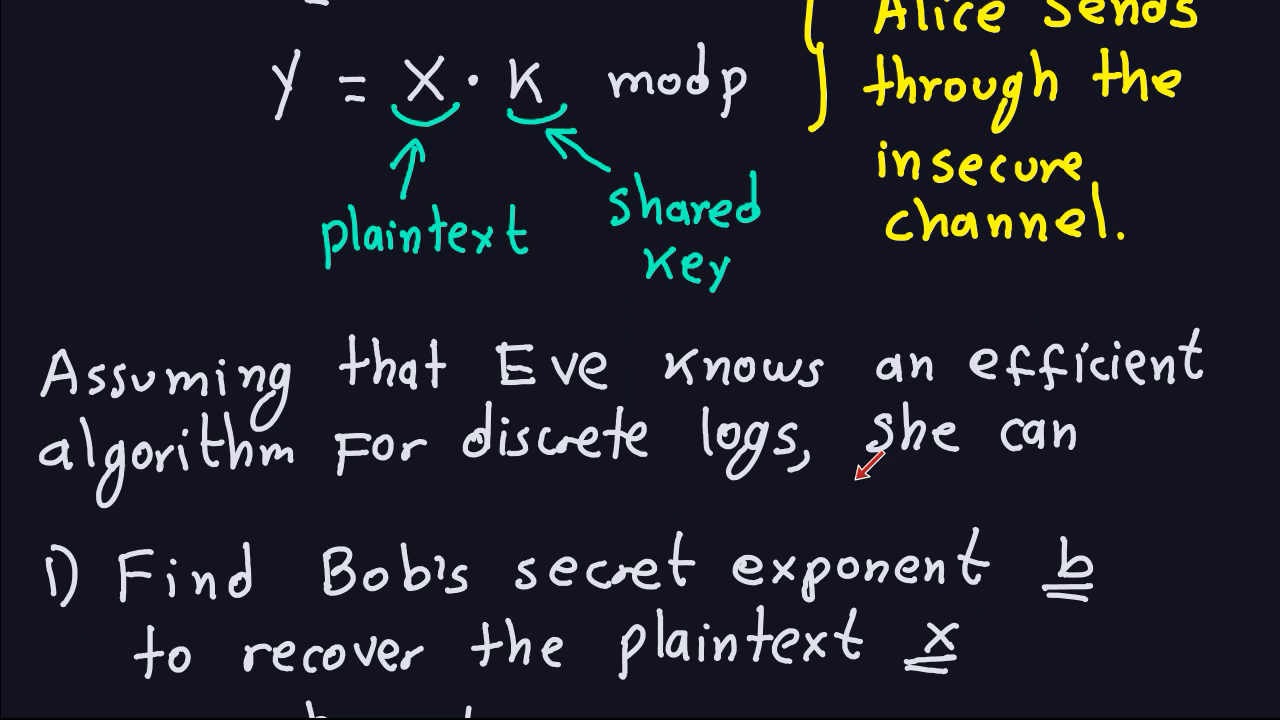 Alice sends
y = x · K mod p
through the
insecure
channel.
plaintext
shared
key
Assuming that Eve knows an efficient
algorithm for discrete logs, she can
1) Find Bob's secret exponent b
to recover the plaintext x